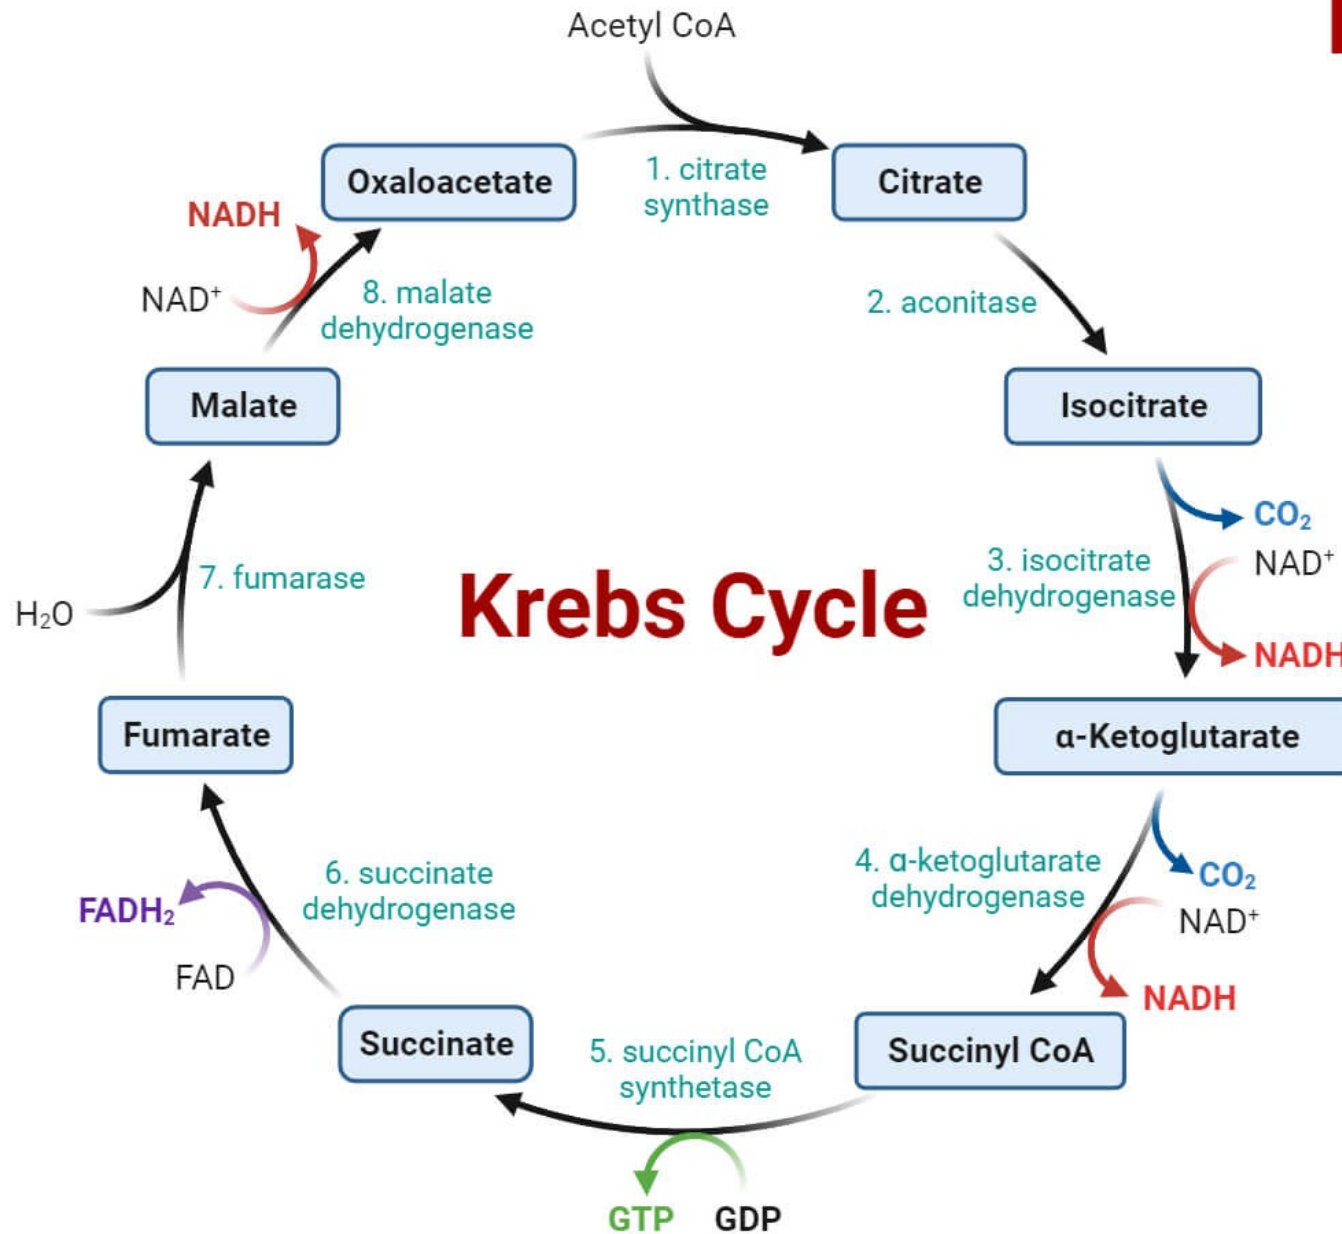 Acetyl CoA
Oxaloacetate
1. citrate
synthase
Citrate
NADH
NAD⁺
8. malate
dehydrogenase
2. aconitase
Malate
Isocitrate
CO₂
NAD⁺
3. isocitrate
dehydrogenase
NADH
7. fumarase
H₂O
Krebs Cycle
Fumarate
α-Ketoglutarate
4. α-ketoglutarate
dehydrogenase
CO₂
NAD⁺
NADH
6. succinate
dehydrogenase
FADH₂
FAD
Succinate
5. succinyl CoA
synthetase
Succinyl CoA
GTP
GDP